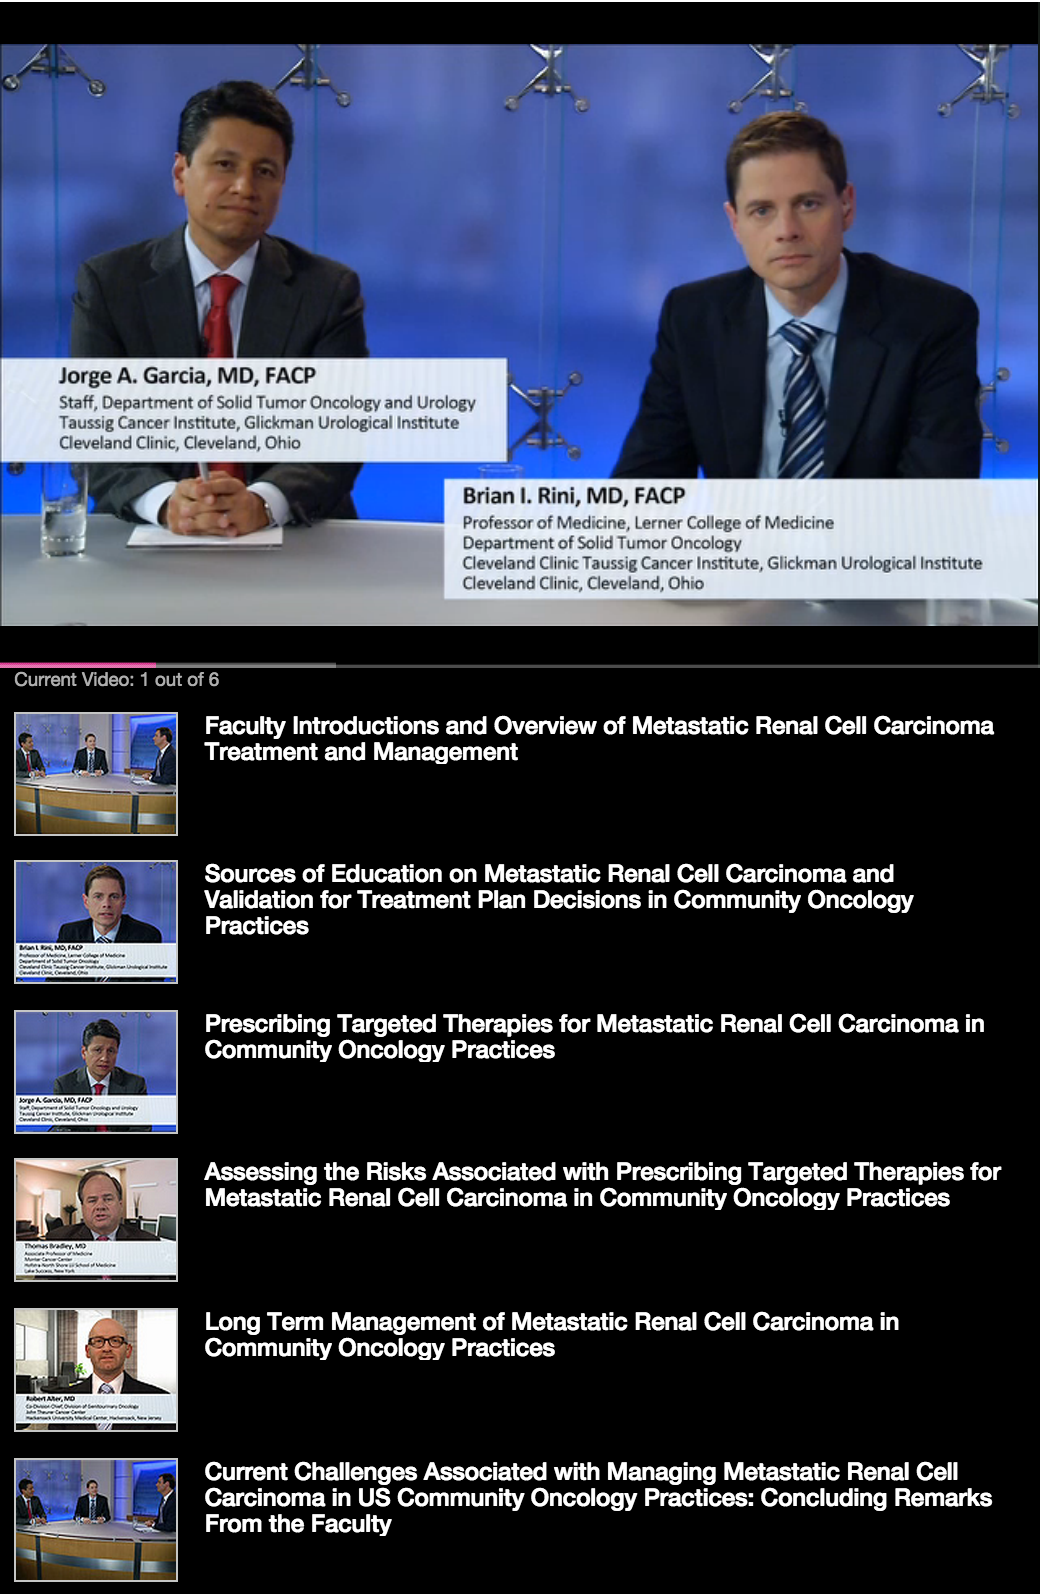 Jorge A. Garcia, MD, FACP
Staff, Department of Solid Tumor Oncology and Urology
Taussig Cancer Institute, Glickman Urological Institute
Cleveland Clinic, Cleveland, Ohio
Brian I. Rini, MD, FACP
Professor of Medicine, Lerner College of Medicine
Department of Solid Tumor Oncology
Cleveland Clinic Taussig Cancer Institute, Glickman Urological Institute
Cleveland Clinic, Cleveland, Ohio
Current Video: 1 out of 6
Faculty Introductions and Overview of Metastatic Renal Cell Carcinoma
Treatment and Management
Sources of Education on Metastatic Renal Cell Carcinoma and
Validation for Treatment Plan Decisions in Community Oncology
Practices
Brian I. Rini, MD, FACP
Professor of Medicine, Lerner College of Medicine
Department of Solid Tumor Oncology
Cleveland Clinic Taussig Cancer Institute, Glickman Urological Institute
Cleveland Clinic, Cleveland, Ohio
Prescribing Targeted Therapies for Metastatic Renal Cell Carcinoma in
Community Oncology Practices
Jorge A. Garcia, MD, FACP
Staff, Department of Solid Tumor Oncology and Urology
Taussig Cancer Institute, Glickman Urological Institute
Cleveland Clinic, Cleveland, Ohio
Assessing the Risks Associated with Prescribing Targeted Therapies for
Metastatic Renal Cell Carcinoma in Community Oncology Practices
Thomas Bradley, MD
Associate Professor of Medicine
Monter Cancer Center
Hofstra-North Shore LIJ School of Medicine
Lake Success, New York
Long Term Management of Metastatic Renal Cell Carcinoma in
Community Oncology Practices
Robert Alter, MD
Co-Division Chief, Division of Genitourinary Oncology
John Theurer Cancer Center
Hackensack University Medical Center, Hackensack, New Jersey
Current Challenges Associated with Managing Metastatic Renal Cell
Carcinoma in US Community Oncology Practices: Concluding Remarks
From the Faculty